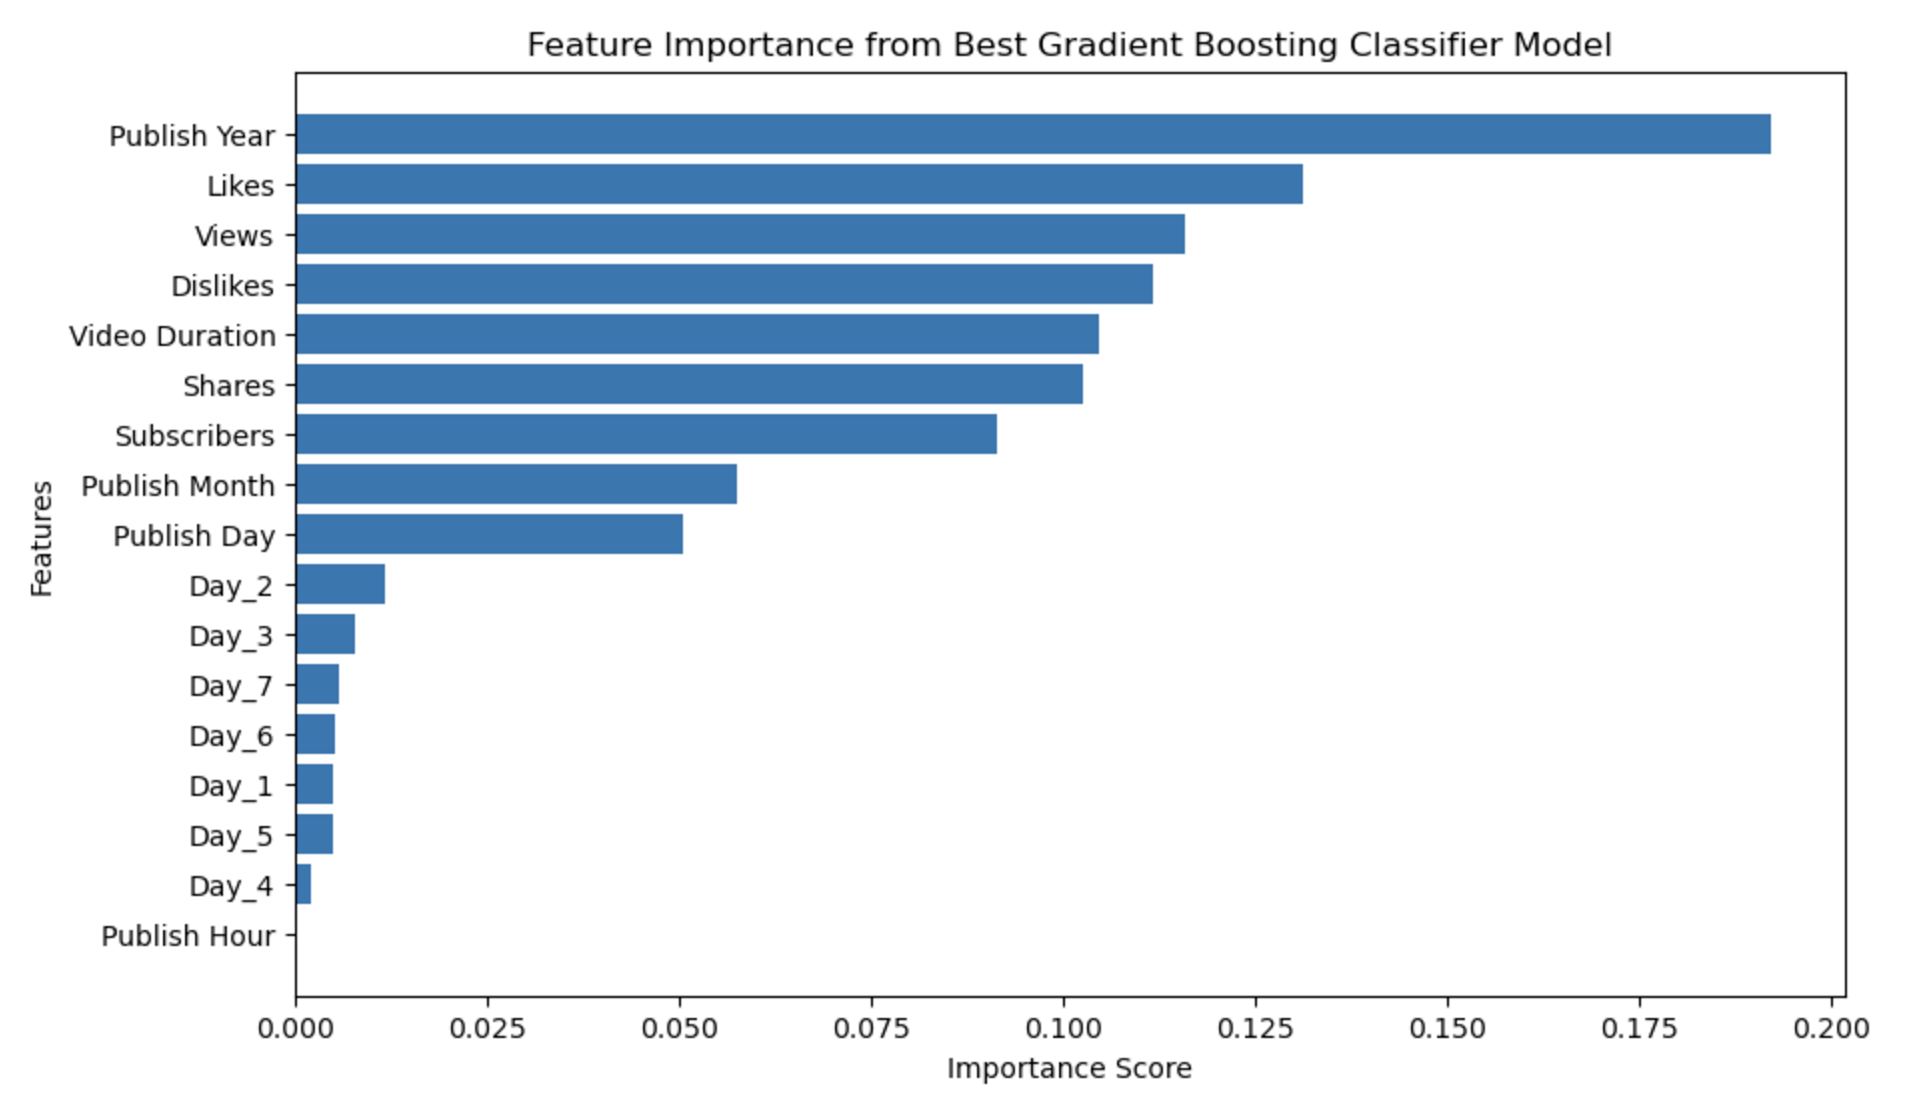 Feature Importance from Best Gradient Boosting Classifier Model
Features
Publish Year
Likes
Views
Dislikes
Video Duration
Shares
Subscribers
Publish Month
Publish Day
Day_2
Day_3
Day_7
Day_6
Day_1
Day_5
Day_4
Publish Hour
0.000 0.025 0.050 0.075 0.100 0.125 0.150 0.175 0.200
Importance Score